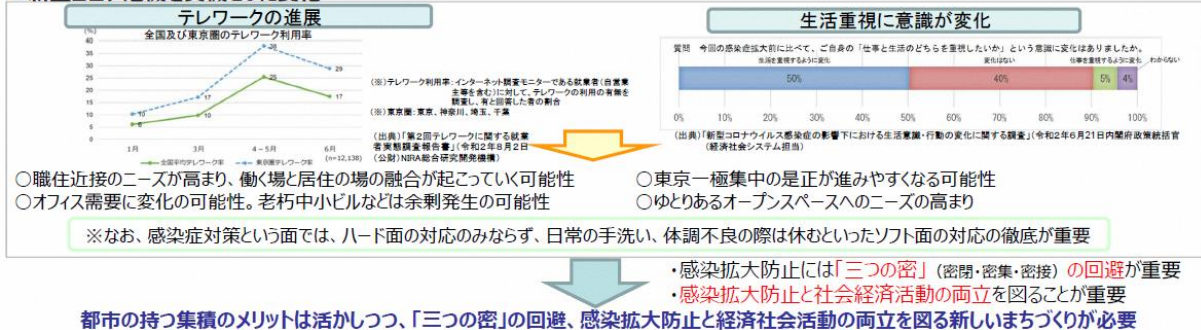 テレワークの進展
全国及び東京圏のテレワーク利用率
(%)
40
35
30
25
20
15
10
5
0
38
29
25
17
17
10
10
6
1月
3月
4～5月
6月
(n=12,138)
全国平均テレワーク率
東京圏テレワーク率
(※)テレワーク利用率：インターネット調査モニターである就業者（自営業
主等を含む）に対して、テレワークの利用の有無を
調査し、有と回答した者の割合
(※)東京圏：東京、神奈川、埼玉、千葉
（出典）「第2回テレワークに関する就業
者実態調査報告書」（令和2年8月2日
（公財）NIRA総合研究開発機構）
生活重視に意識が変化
質問 今回の感染症拡大前に比べて、ご自身の「仕事と生活のどちらを重視したいか」という意識に変化はありましたか。
生活を重視するように変化
変化はない
仕事を重視するように変化
わからない
50%
40%
5%
4%
0% 10% 20% 30% 40% 50% 60% 70% 80% 90% 100%
（出典）「新型コロナウイルス感染症の影響下における生活意識・行動の変化に関する調査」（令和2年6月21日内閣府政策統括官
（経済社会システム担当）
○職住近接のニーズが高まり、働く場と居住の場の融合が起こっていく可能性
○オフィス需要に変化の可能性。老朽中小ビルなどは余剰発生の可能性
○東京一極集中の是正が進みやすくなる可能性
○ゆとりあるオープンスペースへのニーズの高まり
※なお、感染症対策という面では、ハード面の対応のみならず、日常の手洗い、体調不良の際は休むといったソフト面の対応の徹底が重要
・感染拡大防止には「三つの密」（密閉・密集・密接）の回避が重要
・感染拡大防止と社会経済活動の両立を図ることが重要
都市の持つ集積のメリットは活かしつつ、「三つの密」の回避、感染拡大防止と経済社会活動の両立を図る新しいまちづくりが必要